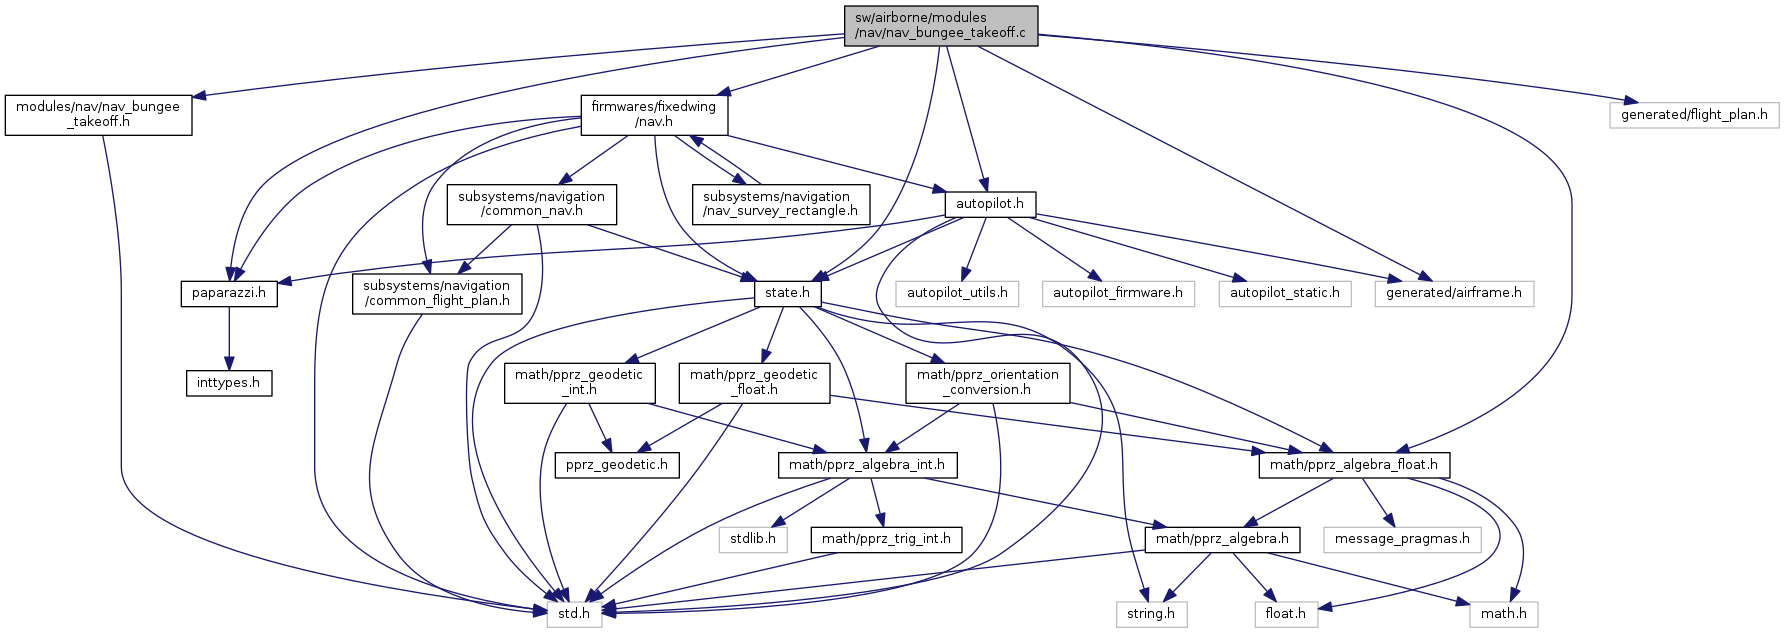 sw/airborne/modules
/nav/nav_bungee_takeoff.c
modules/nav/nav_bungee
_takeoff.h
firmwares/fixedwing
/nav.h
generated/flight_plan.h
subsystems/navigation
/common_nav.h
subsystems/navigation
/nav_survey_rectangle.h
autopilot.h
paparazzi.h
subsystems/navigation
/common_flight_plan.h
state.h
autopilot_utils.h
autopilot_firmware.h
autopilot_static.h
generated/airframe.h
inttypes.h
math/pprz_geodetic
_int.h
math/pprz_geodetic
_float.h
math/pprz_orientation
_conversion.h
pprz_geodetic.h
math/pprz_algebra_int.h
math/pprz_algebra_float.h
stdlib.h
math/pprz_trig_int.h
math/pprz_algebra.h
message_pragmas.h
std.h
string.h
float.h
math.h